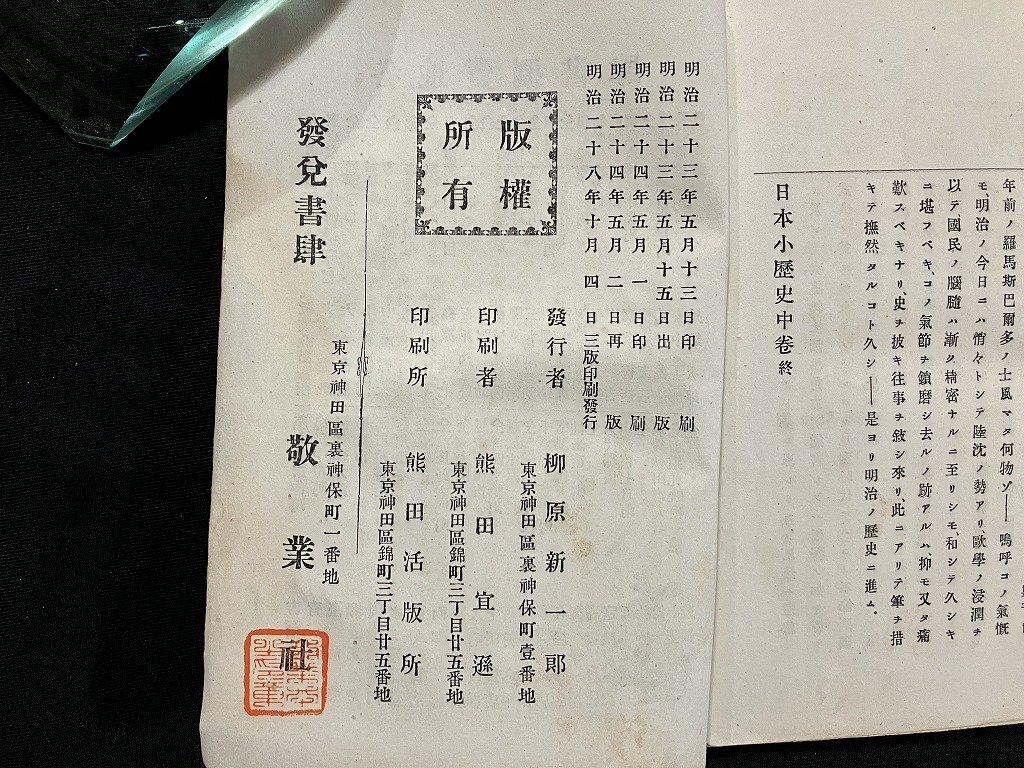 年前ノ羅馬斯巴爾多ノ士風マタ何物ゾ——嗚呼コノ氣慨
モ明治ノ今日ニハ悄々トシテ陸沈ノ勢アリ、歐學ノ浸潤ヲ
以テ國民ノ腦隨ハ漸ク精密ナルニ至リシモ、和シテ久シキ
ニ堪フベキ、コノ氣節ヲ鎖磨シ去ルノ跡アルハ、抑モ又タ痛
歎スベキナリ、史ヲ披キ往事ヲ敘シ來リ、此ニアリテ筆ヲ措
キテ撫然タルコト久シ——是ヨリ明治ノ歷史ニ進ム.
日本小歷史中卷終
明治二十三年五月十三日印刷
明治二十三年五月十五日出版
明治二十四年五月一日印刷
明治二十四年五月二日再版
明治二十八年十月四日三版印刷發行
版權
所有
發行者 柳原新一郎
東京神田區裏神保町壹番地
印刷者 熊田宜遜
東京神田區錦町三丁目廿五番地
印刷所 熊田活版所
東京神田區錦町三丁目廿五番地
東京神田區裏神保町一番地
發兌書肆 敬業社